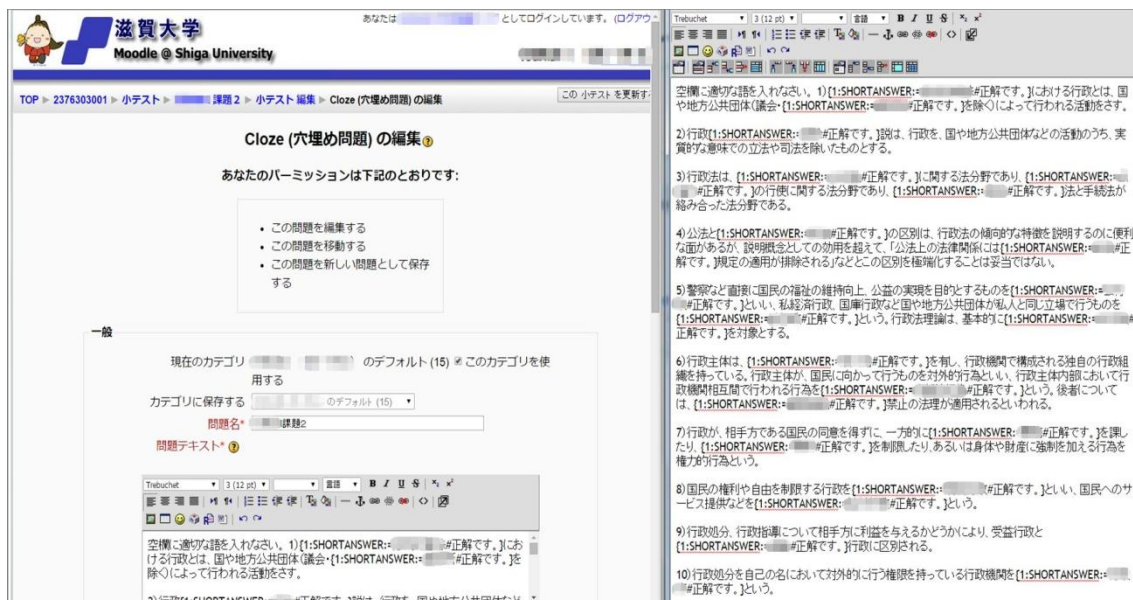 滋賀大学
Moodle @ Shiga University
あなたは としてログインしています。 (ログアウ
TOP ▶ 2376303001 ▶ 小テスト ▶ 課題2 ▶ 小テスト 編集 ▶ Cloze (穴埋め問題) の編集
この 小テスト を更新す
Cloze (穴埋め問題) の編集
あなたのパーミッションは下記のとおりです:
• この問題を編集する
• この問題を移動する
• この問題を新しい問題として保存
する
一般
現在のカテゴリ のデフォルト (15) このカテゴリを使
用する
カテゴリに保存する のデフォルト (15)
問題名* 課題2
問題テキスト*
Trebuchet 3 (12 pt) 言語 B I U S
空欄に適切な語を入れなさい。 1){1:SHORTANSWER:= #正解です。}にお
ける行政とは、国や地方公共団体(議会・{1:SHORTANSWER:= #正解です。}を
除く)によって行われる活動をさす。
2)行政{1:SHORTANSWER:= #正解です。}説は、行政を、国や地方公共団体など
Trebuchet 3 (12 pt) 言語 B I U S
空欄に適切な語を入れなさい。 1){1:SHORTANSWER:= #正解です。}における行政とは、国
や地方公共団体(議会・{1:SHORTANSWER:= #正解です。}を除く)によって行われる活動をさす。
2)行政{1:SHORTANSWER:= #正解です。}説は、行政を、国や地方公共団体などの活動のうち、実
質的な意味での立法や司法を除いたものとする。
3)行政法は、{1:SHORTANSWER:= #正解です。}に関する法分野であり、{1:SHORTANSWER:=
#正解です。}の行使に関する法分野であり、{1:SHORTANSWER:= #正解です。}法と手続法が
絡み合った法分野である。
4)公法と{1:SHORTANSWER:= #正解です。}の区別は、行政法の傾向的な特徴を説明するのに便利
な面があるが、説明概念としての効用を超えて、「公法上の法律関係には{1:SHORTANSWER:= #正
解です。}規定の適用が排除される」などとこの区別を極端化することは妥当ではない。
5)警察など直接に国民の福祉の維持向上、公益の実現を目的とするものを{1:SHORTANSWER:=
#正解です。}といい、私経済行政、国庫行政など国や地方公共団体が私人と同じ立場で行うものを
{1:SHORTANSWER:= #正解です。}という。行政法理論は、基本的に{1:SHORTANSWER:= #
正解です。}を対象とする。
6)行政主体は、{1:SHORTANSWER:= #正解です。}を有し、行政機関で構成される独自の行政組
織を持っている。行政主体が、国民に向かって行うものを対外的行為といい、行政主体内部において行
政機関相互間で行われる行為を{1:SHORTANSWER:= #正解です。}という。後者について
は、{1:SHORTANSWER:= #正解です。}禁止の法理が適用されるといわれる。
7)行政が、相手方である国民の同意を得ずに、一方的に{1:SHORTANSWER:= #正解です。}を課し
たり、{1:SHORTANSWER:= #正解です。}を制限したり、あるいは身体や財産に強制を加える行為を
権力的行為という。
8)国民の権利や自由を制限する行政を{1:SHORTANSWER:= #正解です。}といい、国民へのサ
ービス提供などを{1:SHORTANSWER:= #正解です。}という。
9)行政処分、行政指導について相手方に利益を与えるかどうかにより、受益行政と
{1:SHORTANSWER:= #正解です。}行政に区別される。
10)行政処分を自己の名において対外的に行う権限を持っている行政機関を{1:SHORTANSWER:=
#正解です。}という。